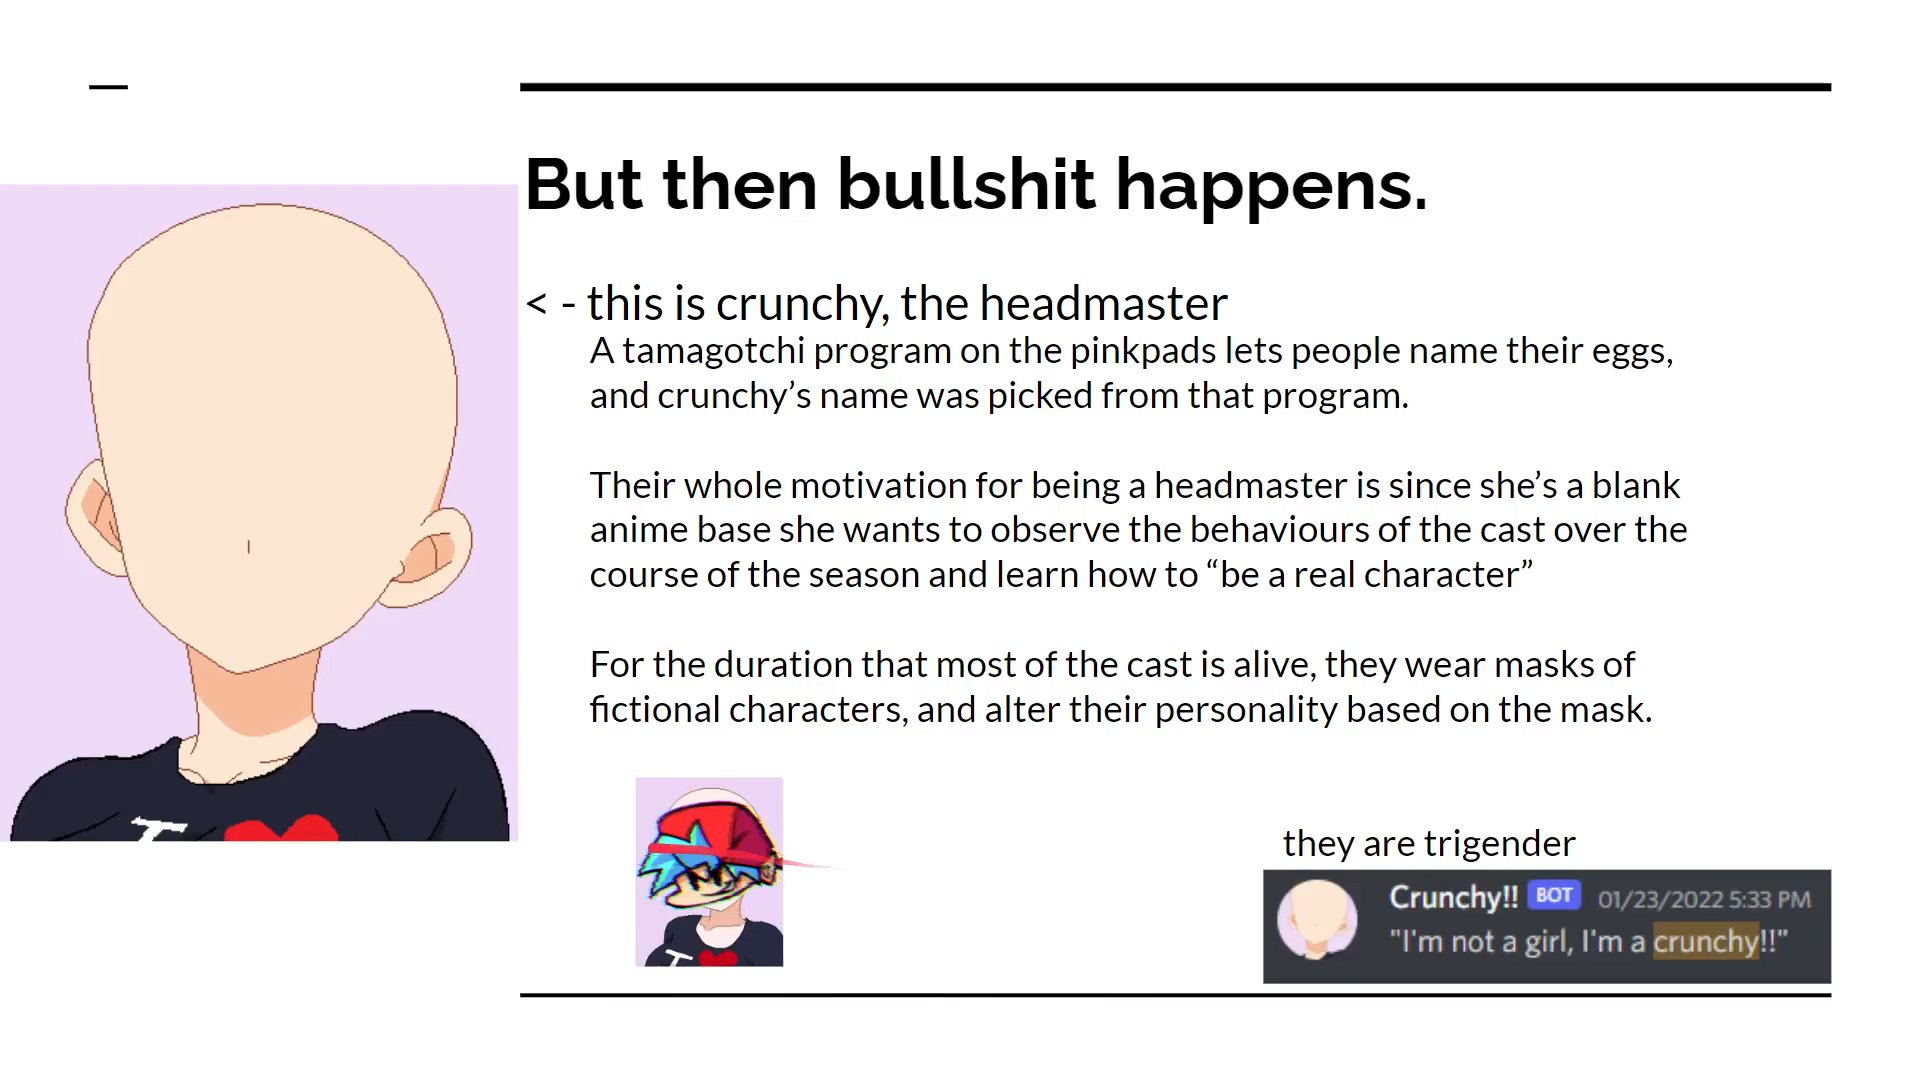 But then bullshit happens.
< - this is crunchy, the headmaster
A tamagotchi program on the pinkpads lets people name their eggs,
and crunchy’s name was picked from that program.
Their whole motivation for being a headmaster is since she’s a blank
anime base she wants to observe the behaviours of the cast over the
course of the season and learn how to “be a real character”
For the duration that most of the cast is alive, they wear masks of
fictional characters, and alter their personality based on the mask.
I
I
they are trigender
Crunchy!! BOT 01/23/2022 5:33 PM
"I'm not a girl, I'm a crunchy!!"